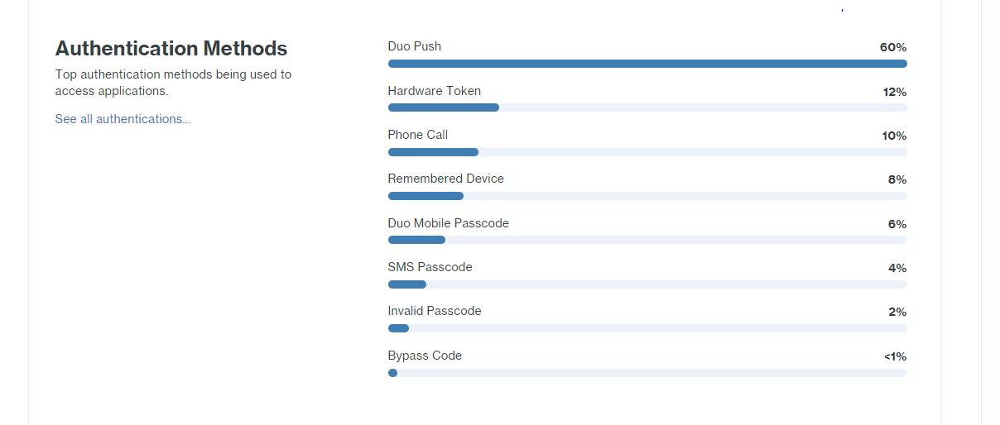 Authentication Methods
Top authentication methods being used to
access applications.
See all authentications...
Duo Push 60%
Hardware Token 12%
Phone Call 10%
Remembered Device 8%
Duo Mobile Passcode 6%
SMS Passcode 4%
Invalid Passcode 2%
Bypass Code <1%